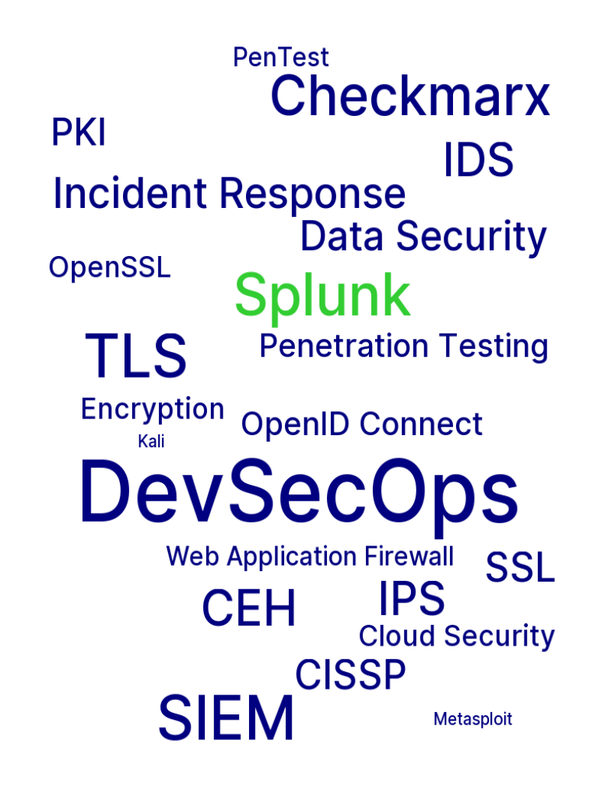 PenTest
Checkmarx
PKI
IDS
Incident Response
Data Security
OpenSSL
Splunk
TLS
Penetration Testing
Encryption
OpenID Connect
Kali
DevSecOps
Web Application Firewall
SSL
CEH
IPS
Cloud Security
CISSP
SIEM
Metasploit